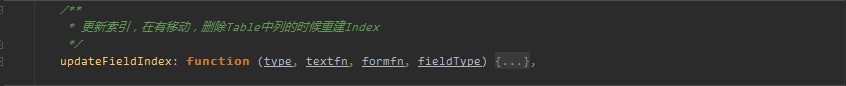 /**
* 更新索引，在有移动，删除Table中列的时候重建Index
*/
updateFieldIndex: function (type, textfn, formfn, fieldType) {...},